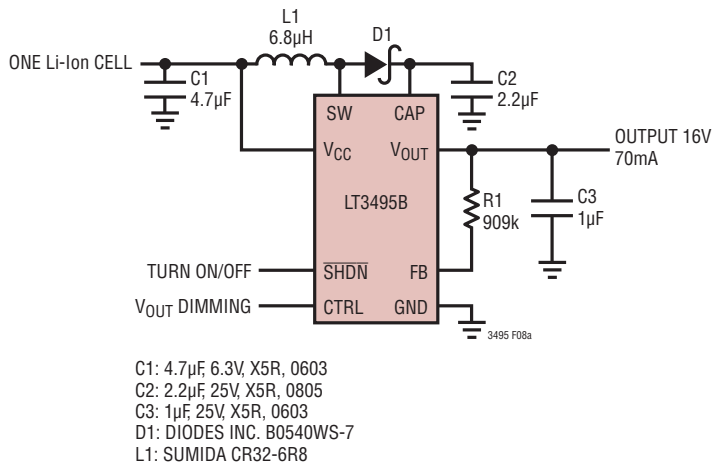 L1
6.8µH
D1
ONE Li-Ion CELL
C1
4.7µF
C2
2.2µF
SW
CAP
VCC
VOUT
OUTPUT 16V
70mA
LT3495B
R1
909k
C3
1µF
TURN ON/OFF
SHDN
FB
VOUT DIMMING
CTRL
GND
3495 F08a
C1: 4.7µF, 6.3V, X5R, 0603
C2: 2.2µF, 25V, X5R, 0805
C3: 1µF, 25V, X5R, 0603
D1: DIODES INC. B0540WS-7
L1: SUMIDA CR32-6R8